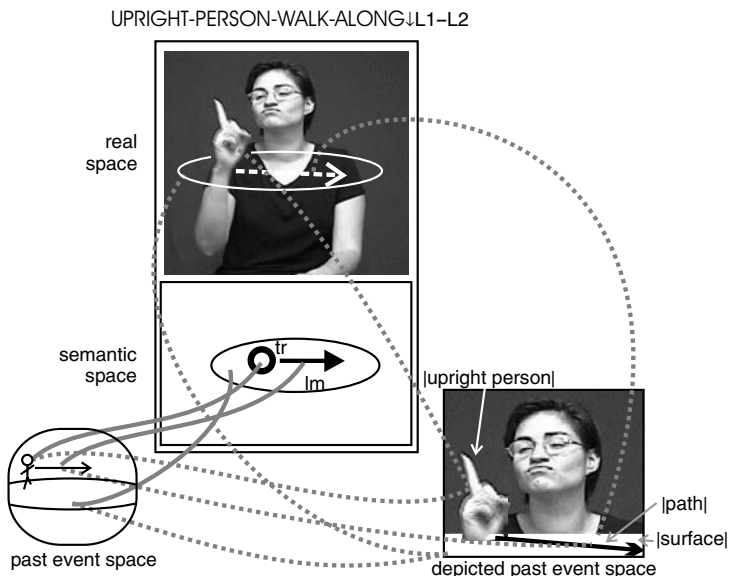 UPRIGHT-PERSON-WALK-ALONG↓L1–L2
real
space
semantic
space
tr
lm
|upright person|
|path|
|surface|
past event space
depicted past event space